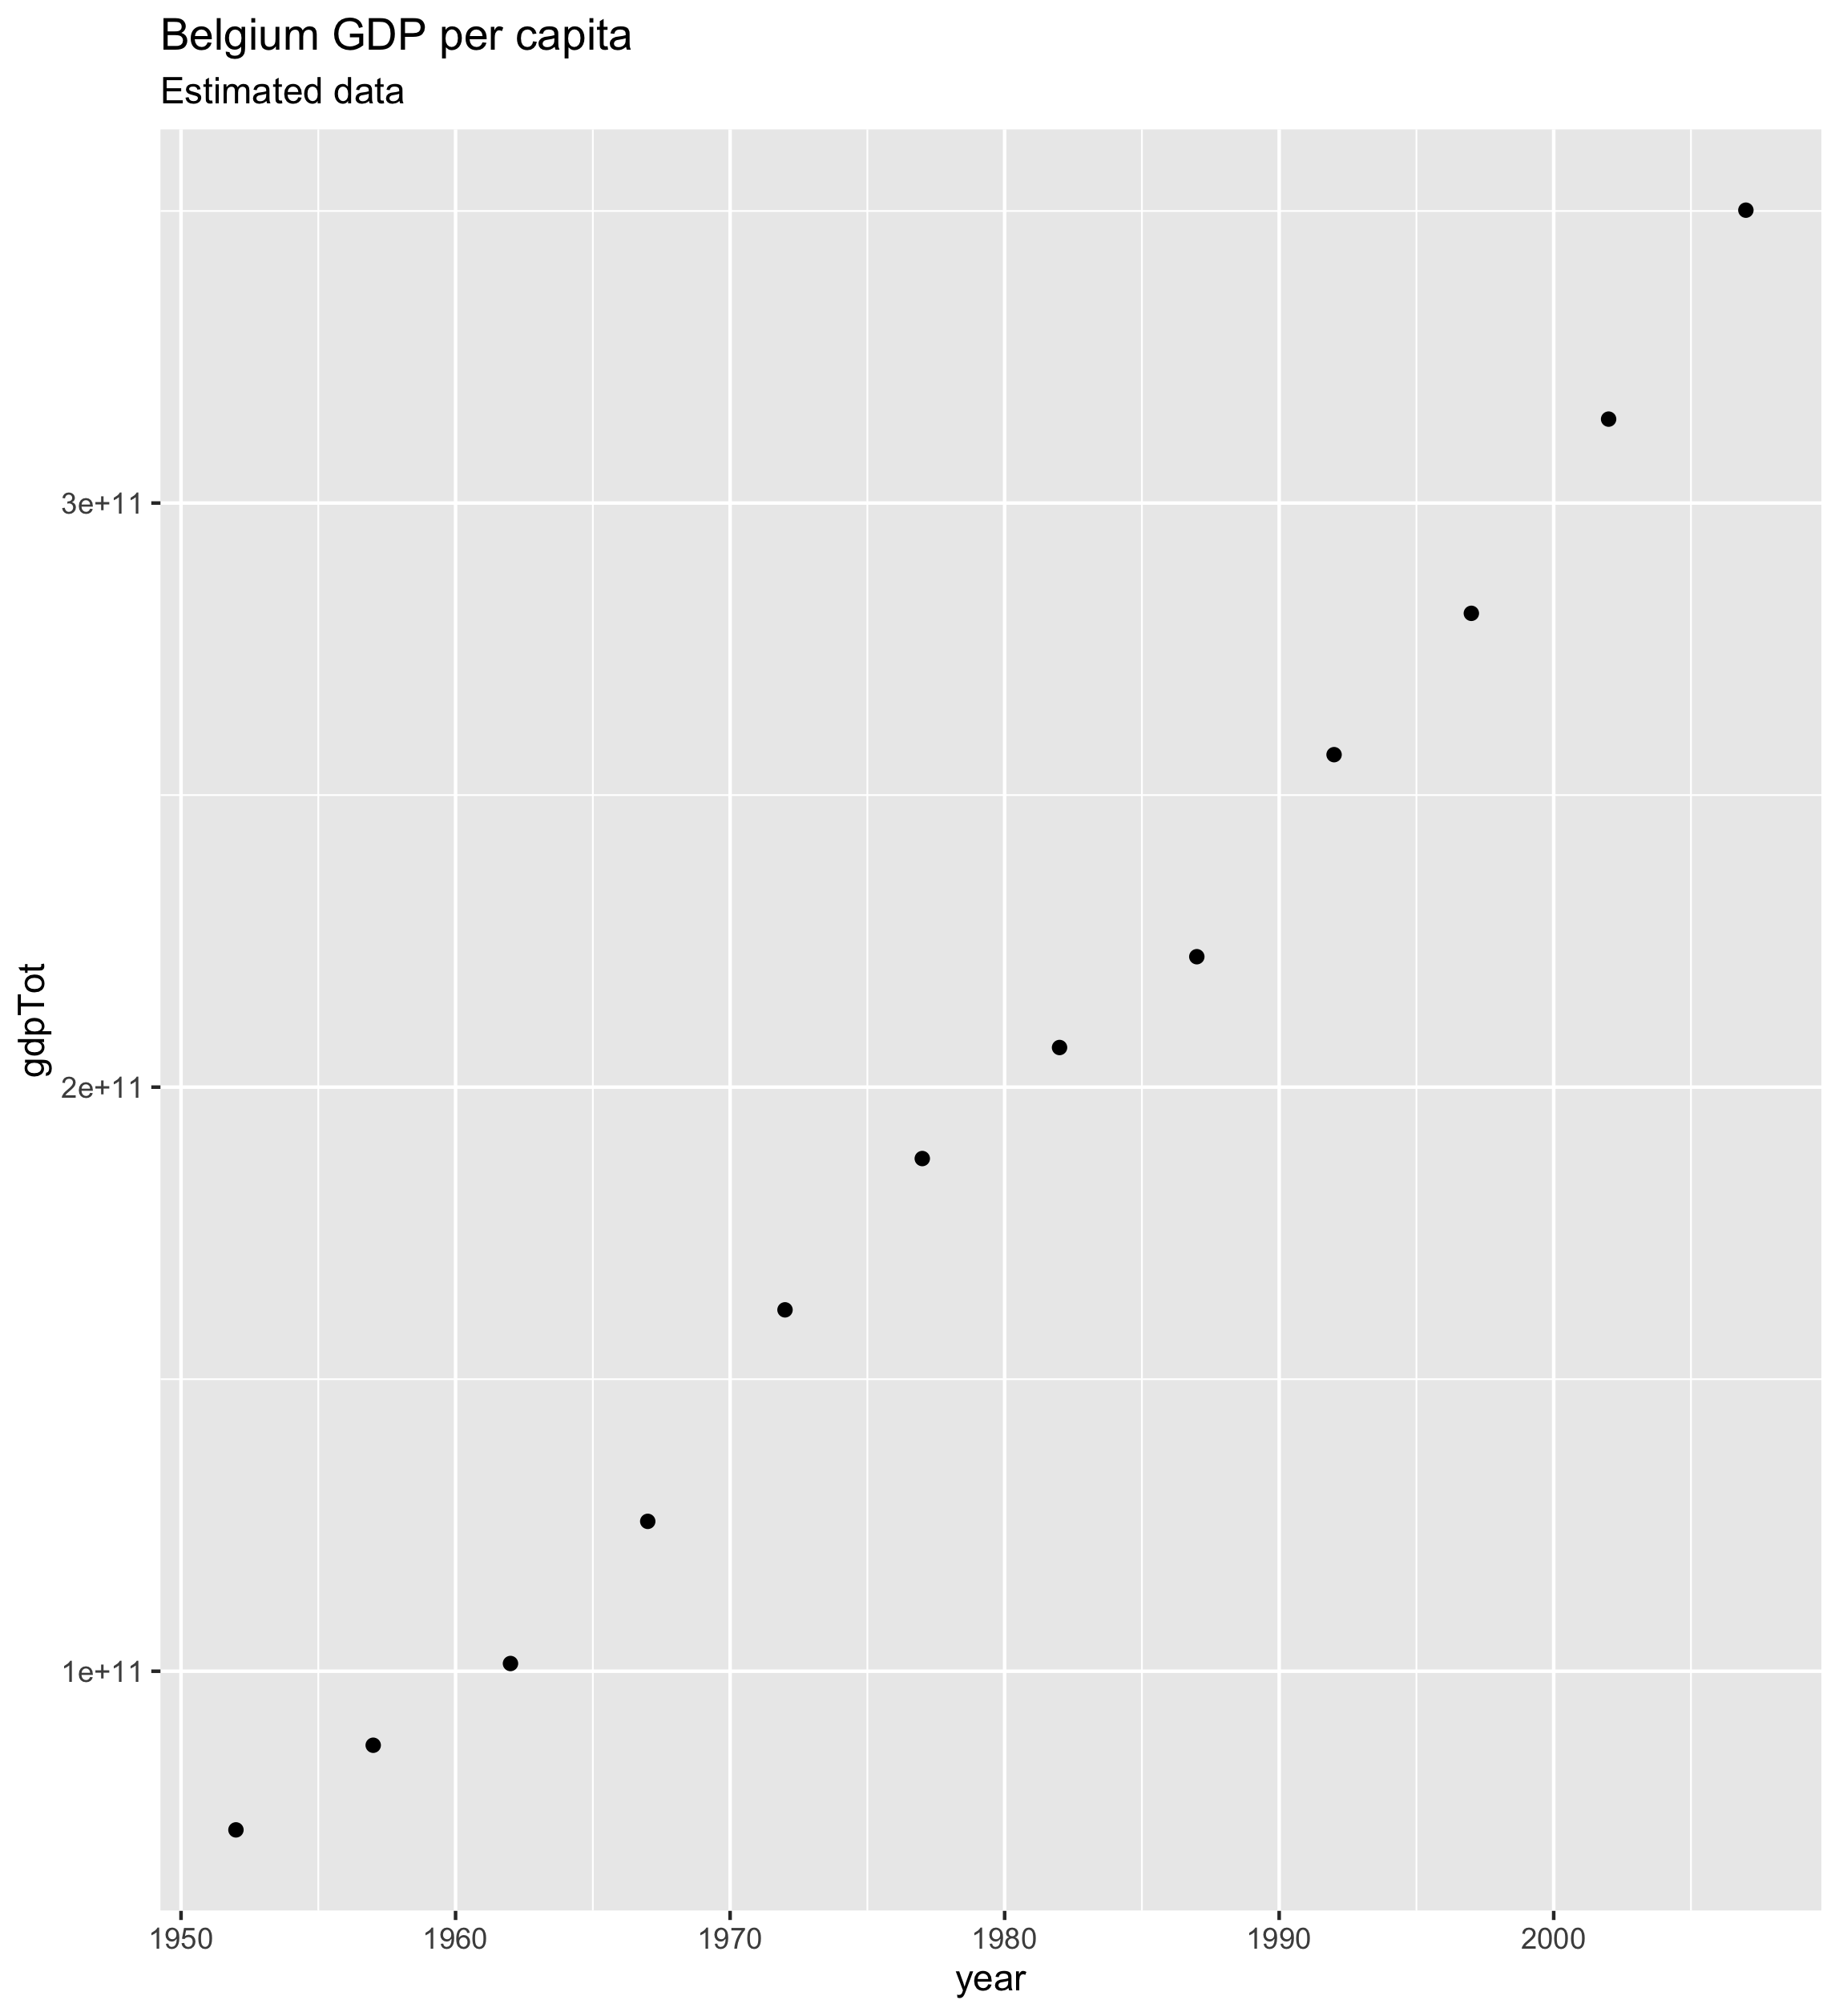 Belgium GDP per capita
Estimated data
gdpTot
3e+11
2e+11
1e+11
1950 1960 1970 1980 1990 2000
year